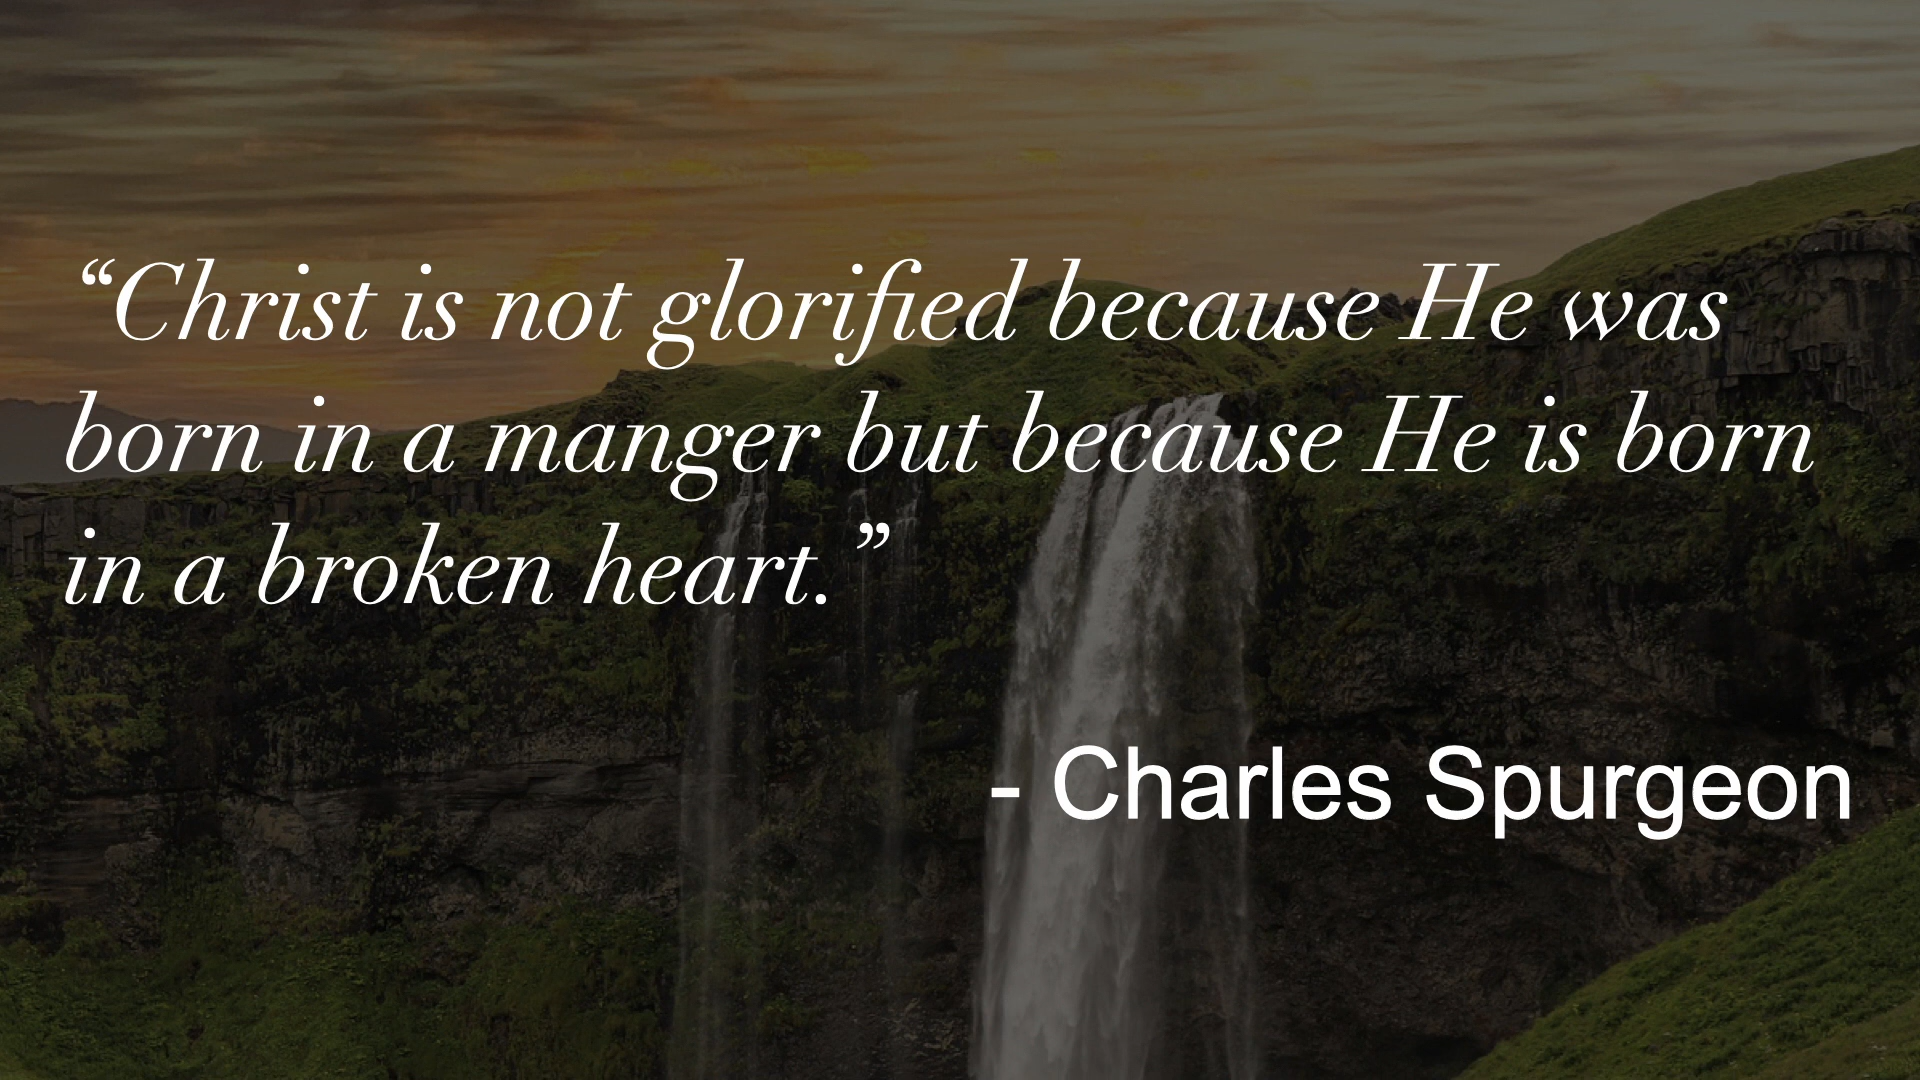 “Christ is not glorified because He was
born in a manger but because He is born
in a broken heart.”
- Charles Spurgeon